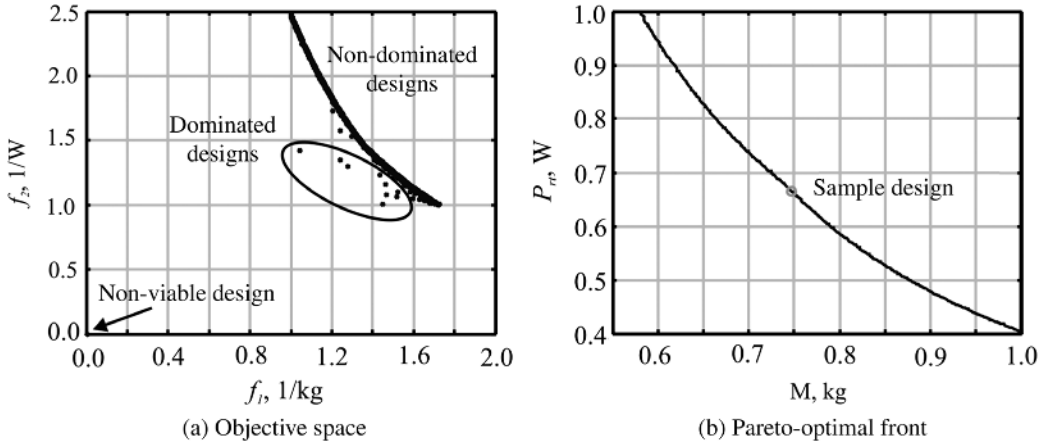 2.5
2.0
1.5
1.0
0.5
0.0
f₂, 1/W
Non-dominated
designs
Dominated
designs
Non-viable design
0.0
0.4
0.8
1.2
1.6
2.0
f₁, 1/kg
(a) Objective space
1.0
0.9
0.8
0.7
0.6
0.5
0.4
Pᵣₗ, W
Sample design
0.6
0.7
0.8
0.9
1.0
M, kg
(b) Pareto-optimal front